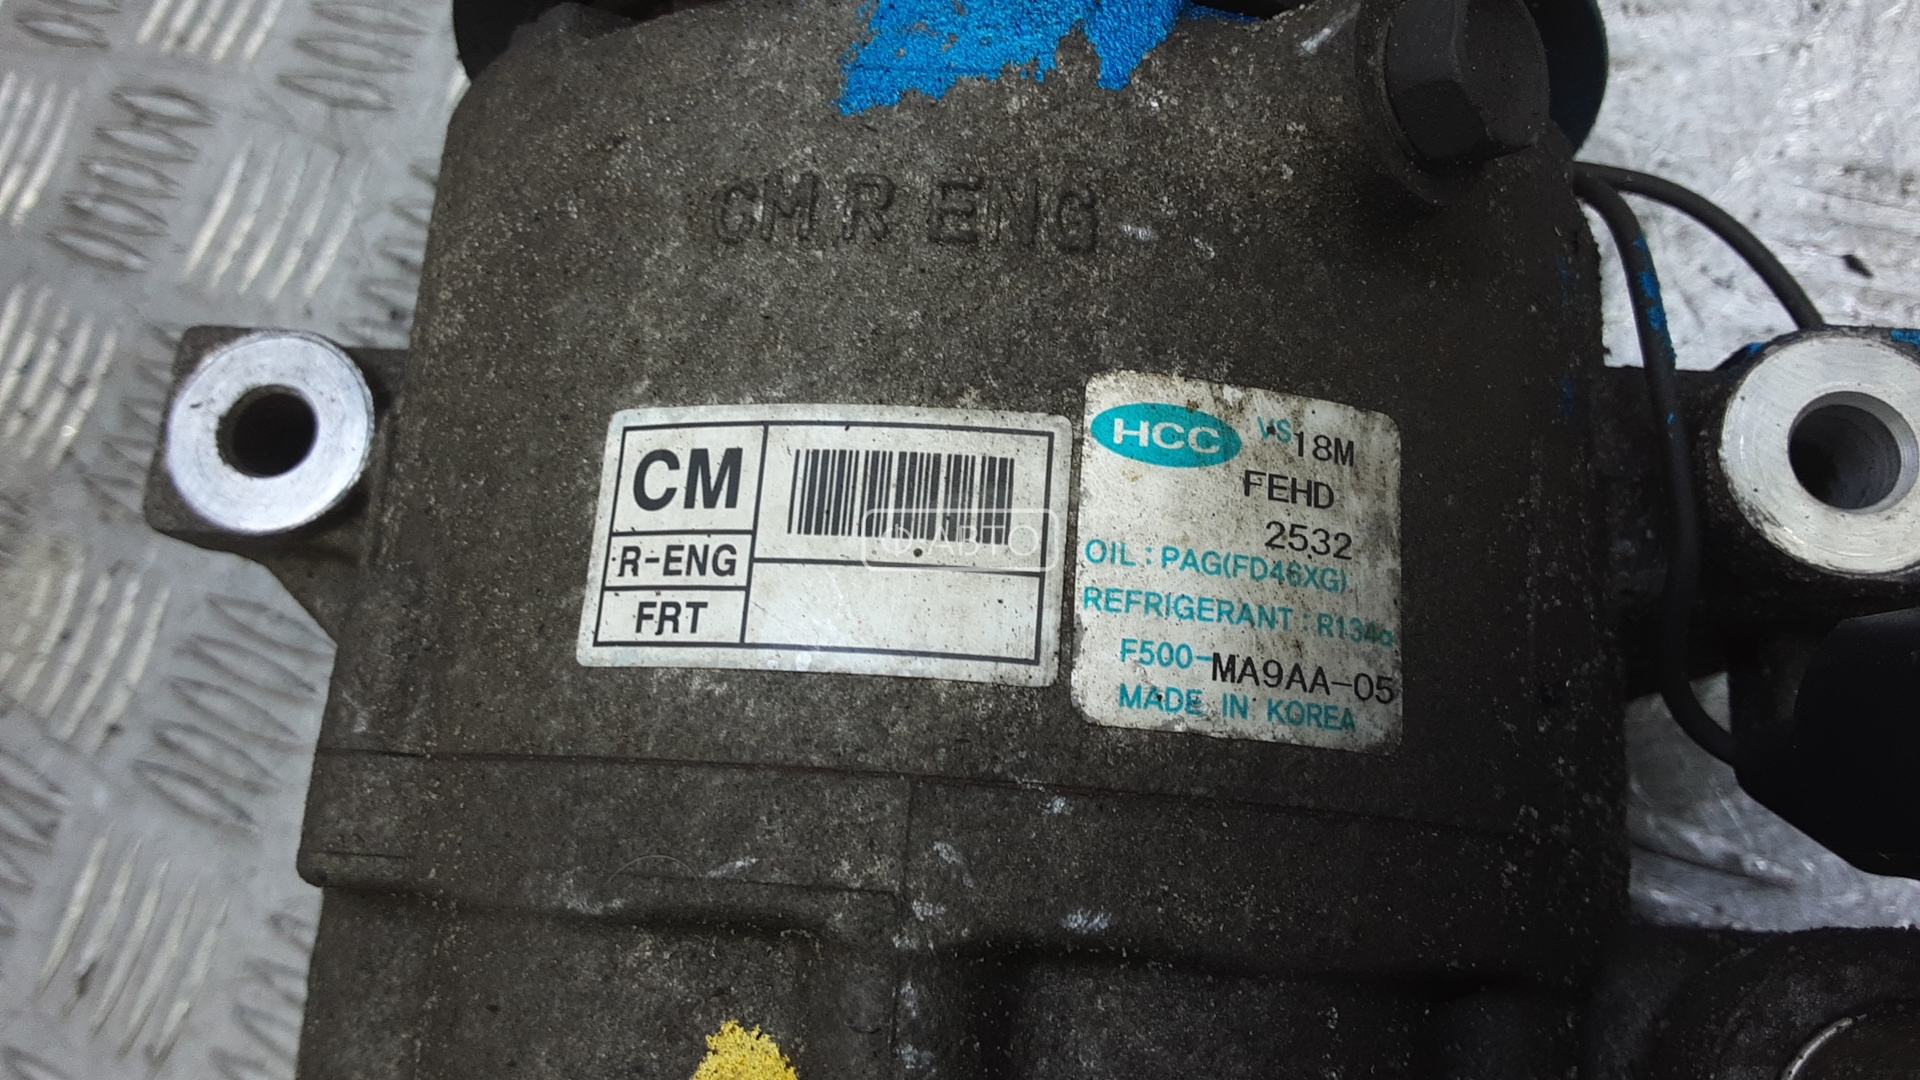 CM R ENG
CM
R-ENG
FRT
HCC VS18M
FEHD
2532
OIL : PAG(FD46XG)
REFRIGERANT : R134a
F500-MA9AA-05
MADE IN KOREA
Ф АВТО